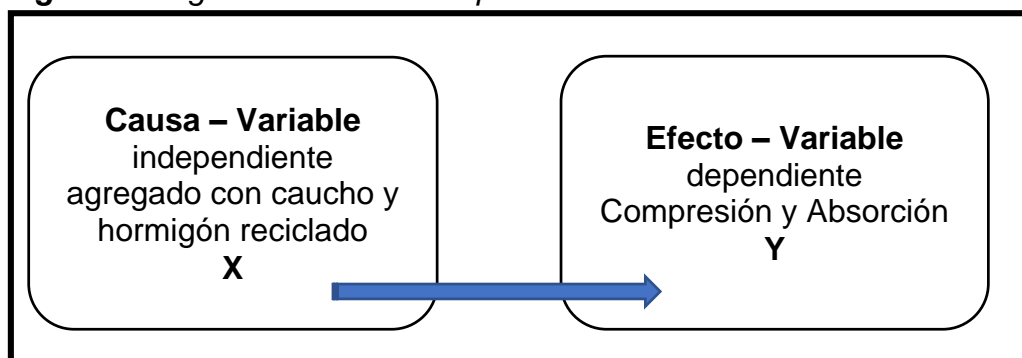 Causa – Variable
independiente
agregado con caucho y
hormigón reciclado
X
Efecto – Variable
dependiente
Compresión y Absorción
Y